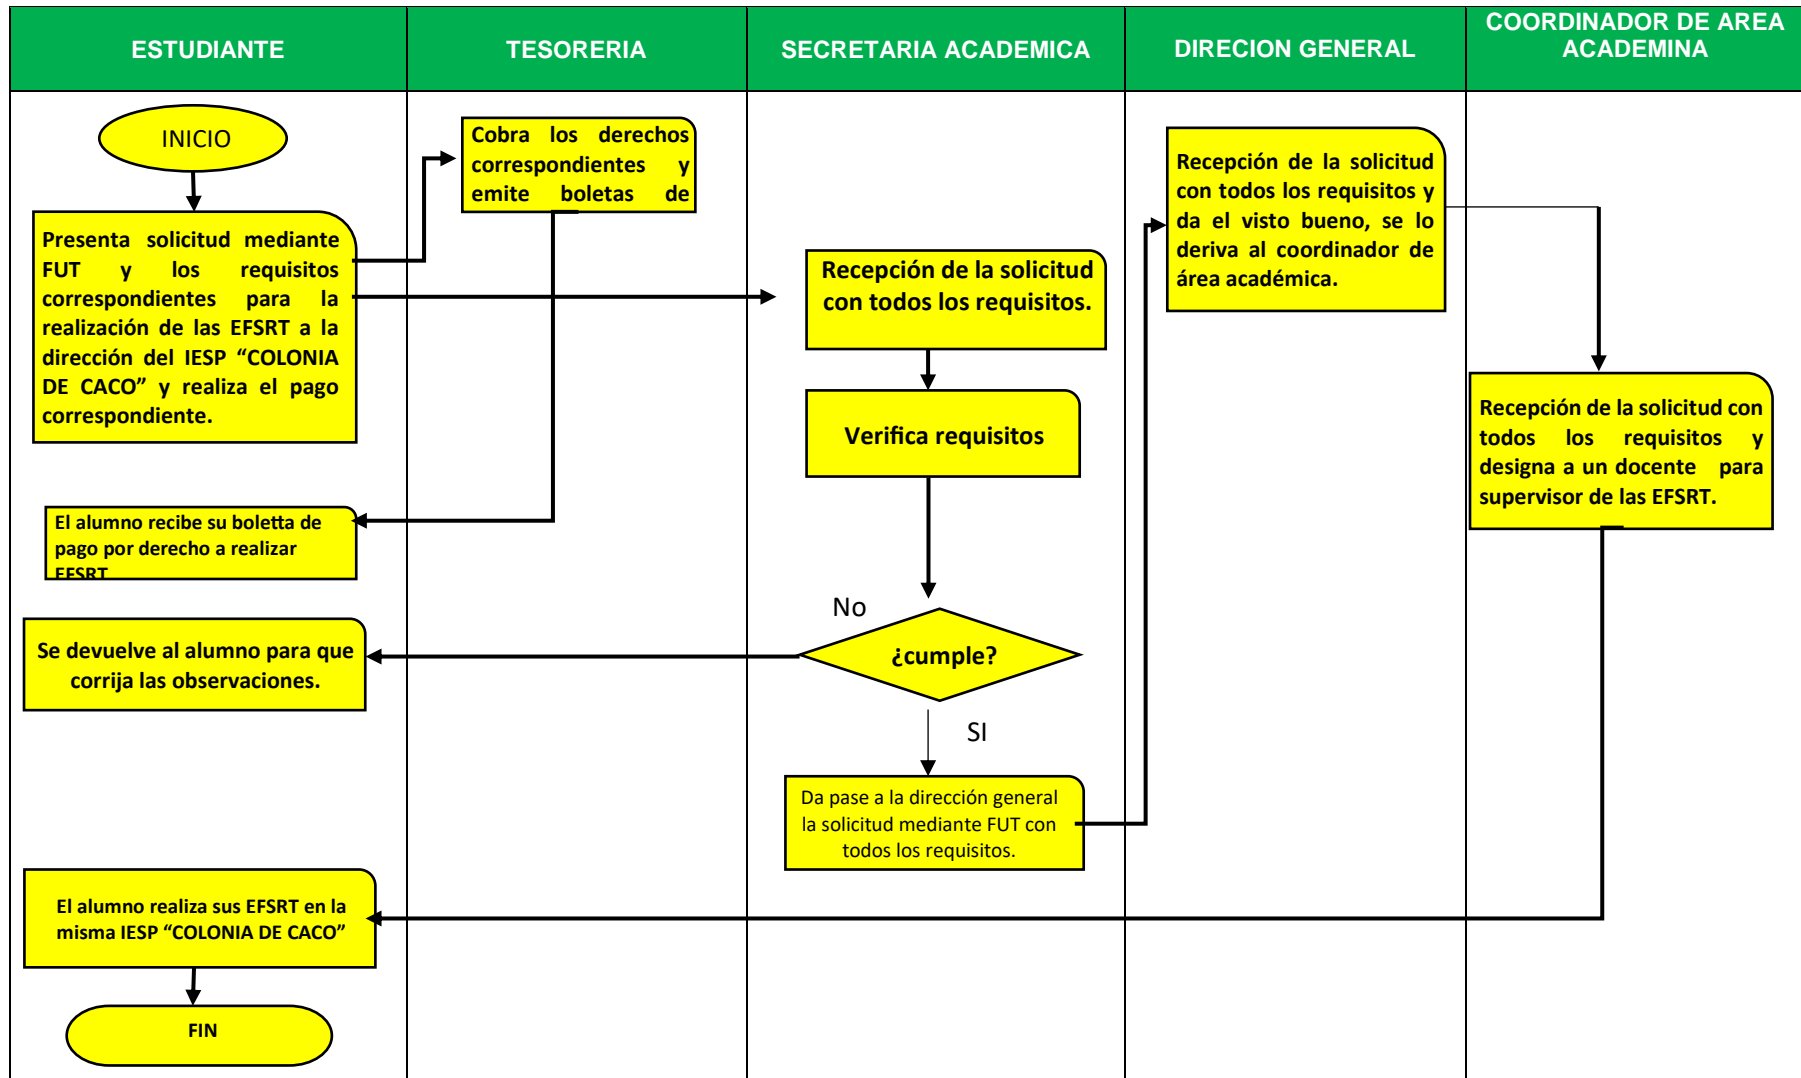 ESTUDIANTE
TESORERIA
SECRETARIA ACADEMICA
DIRECION GENERAL
COORDINADOR DE AREA
ACADEMINA
INICIO
Presenta solicitud mediante
FUT y los requisitos
correspondientes para la
realización de las EFSRT a la
dirección del IESP “COLONIA
DE CACO” y realiza el pago
correspondiente.
Cobra los derechos
correspondientes y
emite boletas de
Recepción de la solicitud
con todos los requisitos.
Verifica requisitos
Recepción de la solicitud
con todos los requisitos y
da el visto bueno, se lo
deriva al coordinador de
área académica.
Recepción de la solicitud con
todos los requisitos y
designa a un docente para
supervisor de las EFSRT.
El alumno recibe su boletta de
pago por derecho a realizar
EFSRT
No
¿cumple?
Se devuelve al alumno para que
corrija las observaciones.
SI
Da pase a la dirección general
la solicitud mediante FUT con
todos los requisitos.
El alumno realiza sus EFSRT en la
misma IESP “COLONIA DE CACO”
FIN